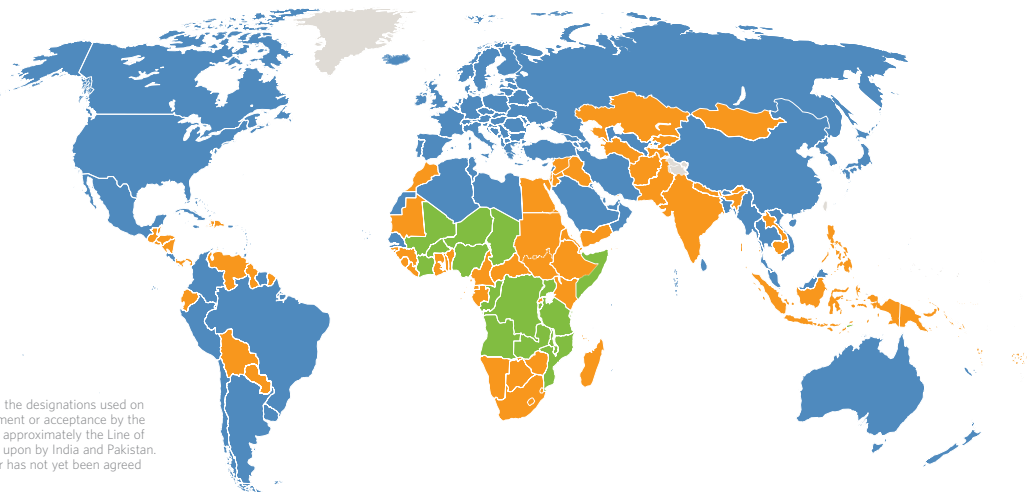 the designations used on
ment or acceptance by the
approximately the Line of
upon by India and Pakistan.
r has not yet been agreed